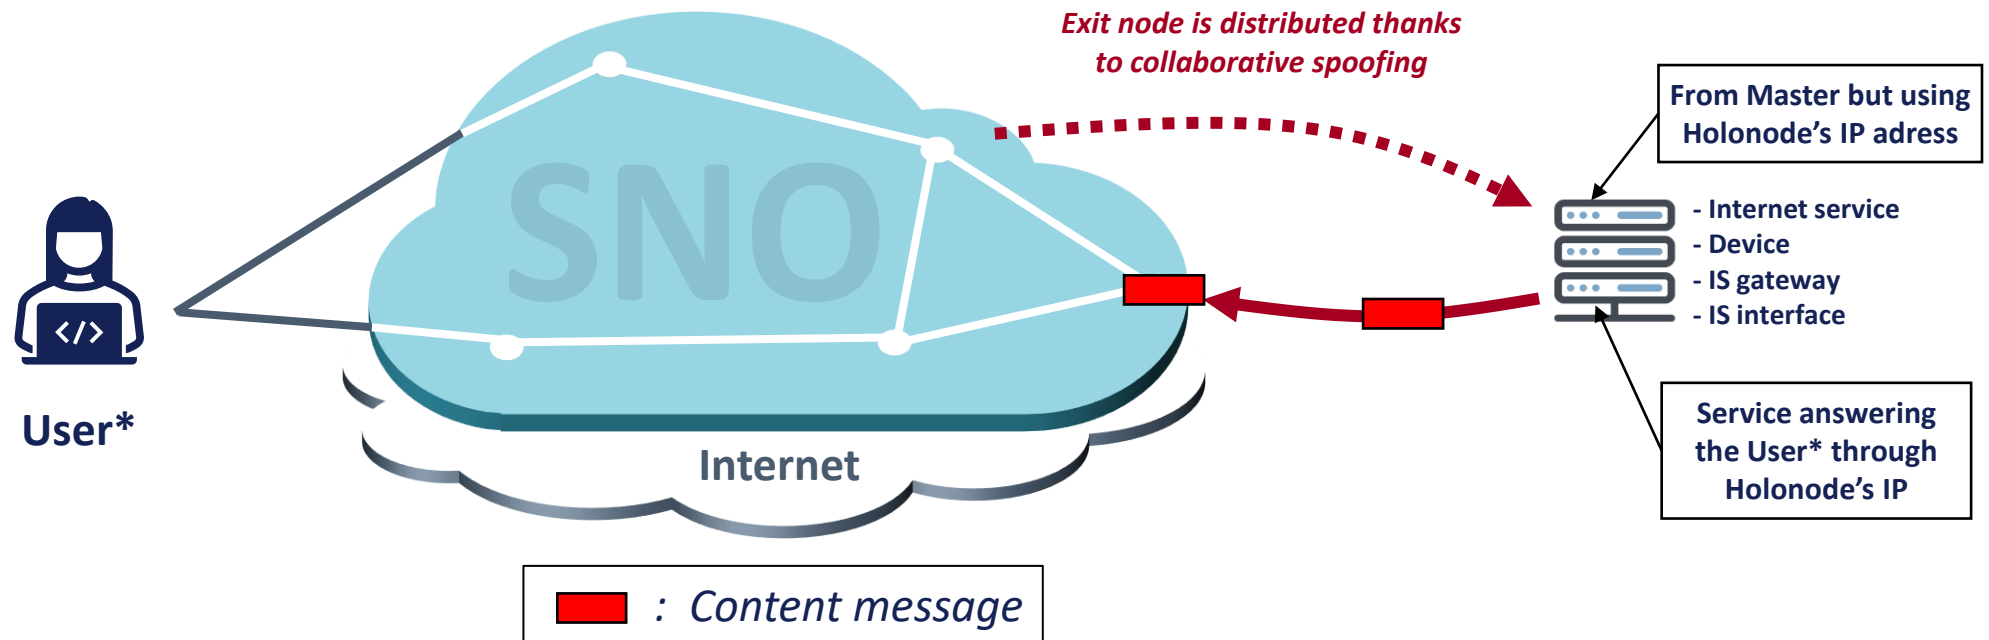 Exit node is distributed thanks
to collaborative spoofing
From Master but using
Holonode’s IP adress
SNO
- Internet service
- Device
- IS gateway
- IS interface
</>
User*
Internet
Service answering
the User* through
Holonode’s IP
: Content message